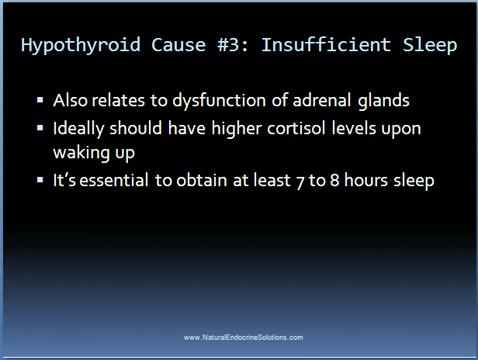 Hypothyroid Cause #3: Insufficient Sleep
▪ Also relates to dysfunction of adrenal glands
▪ Ideally should have higher cortisol levels upon
waking up
▪ It's essential to obtain at least 7 to 8 hours sleep
www.NaturalEndocrineSolutions.com